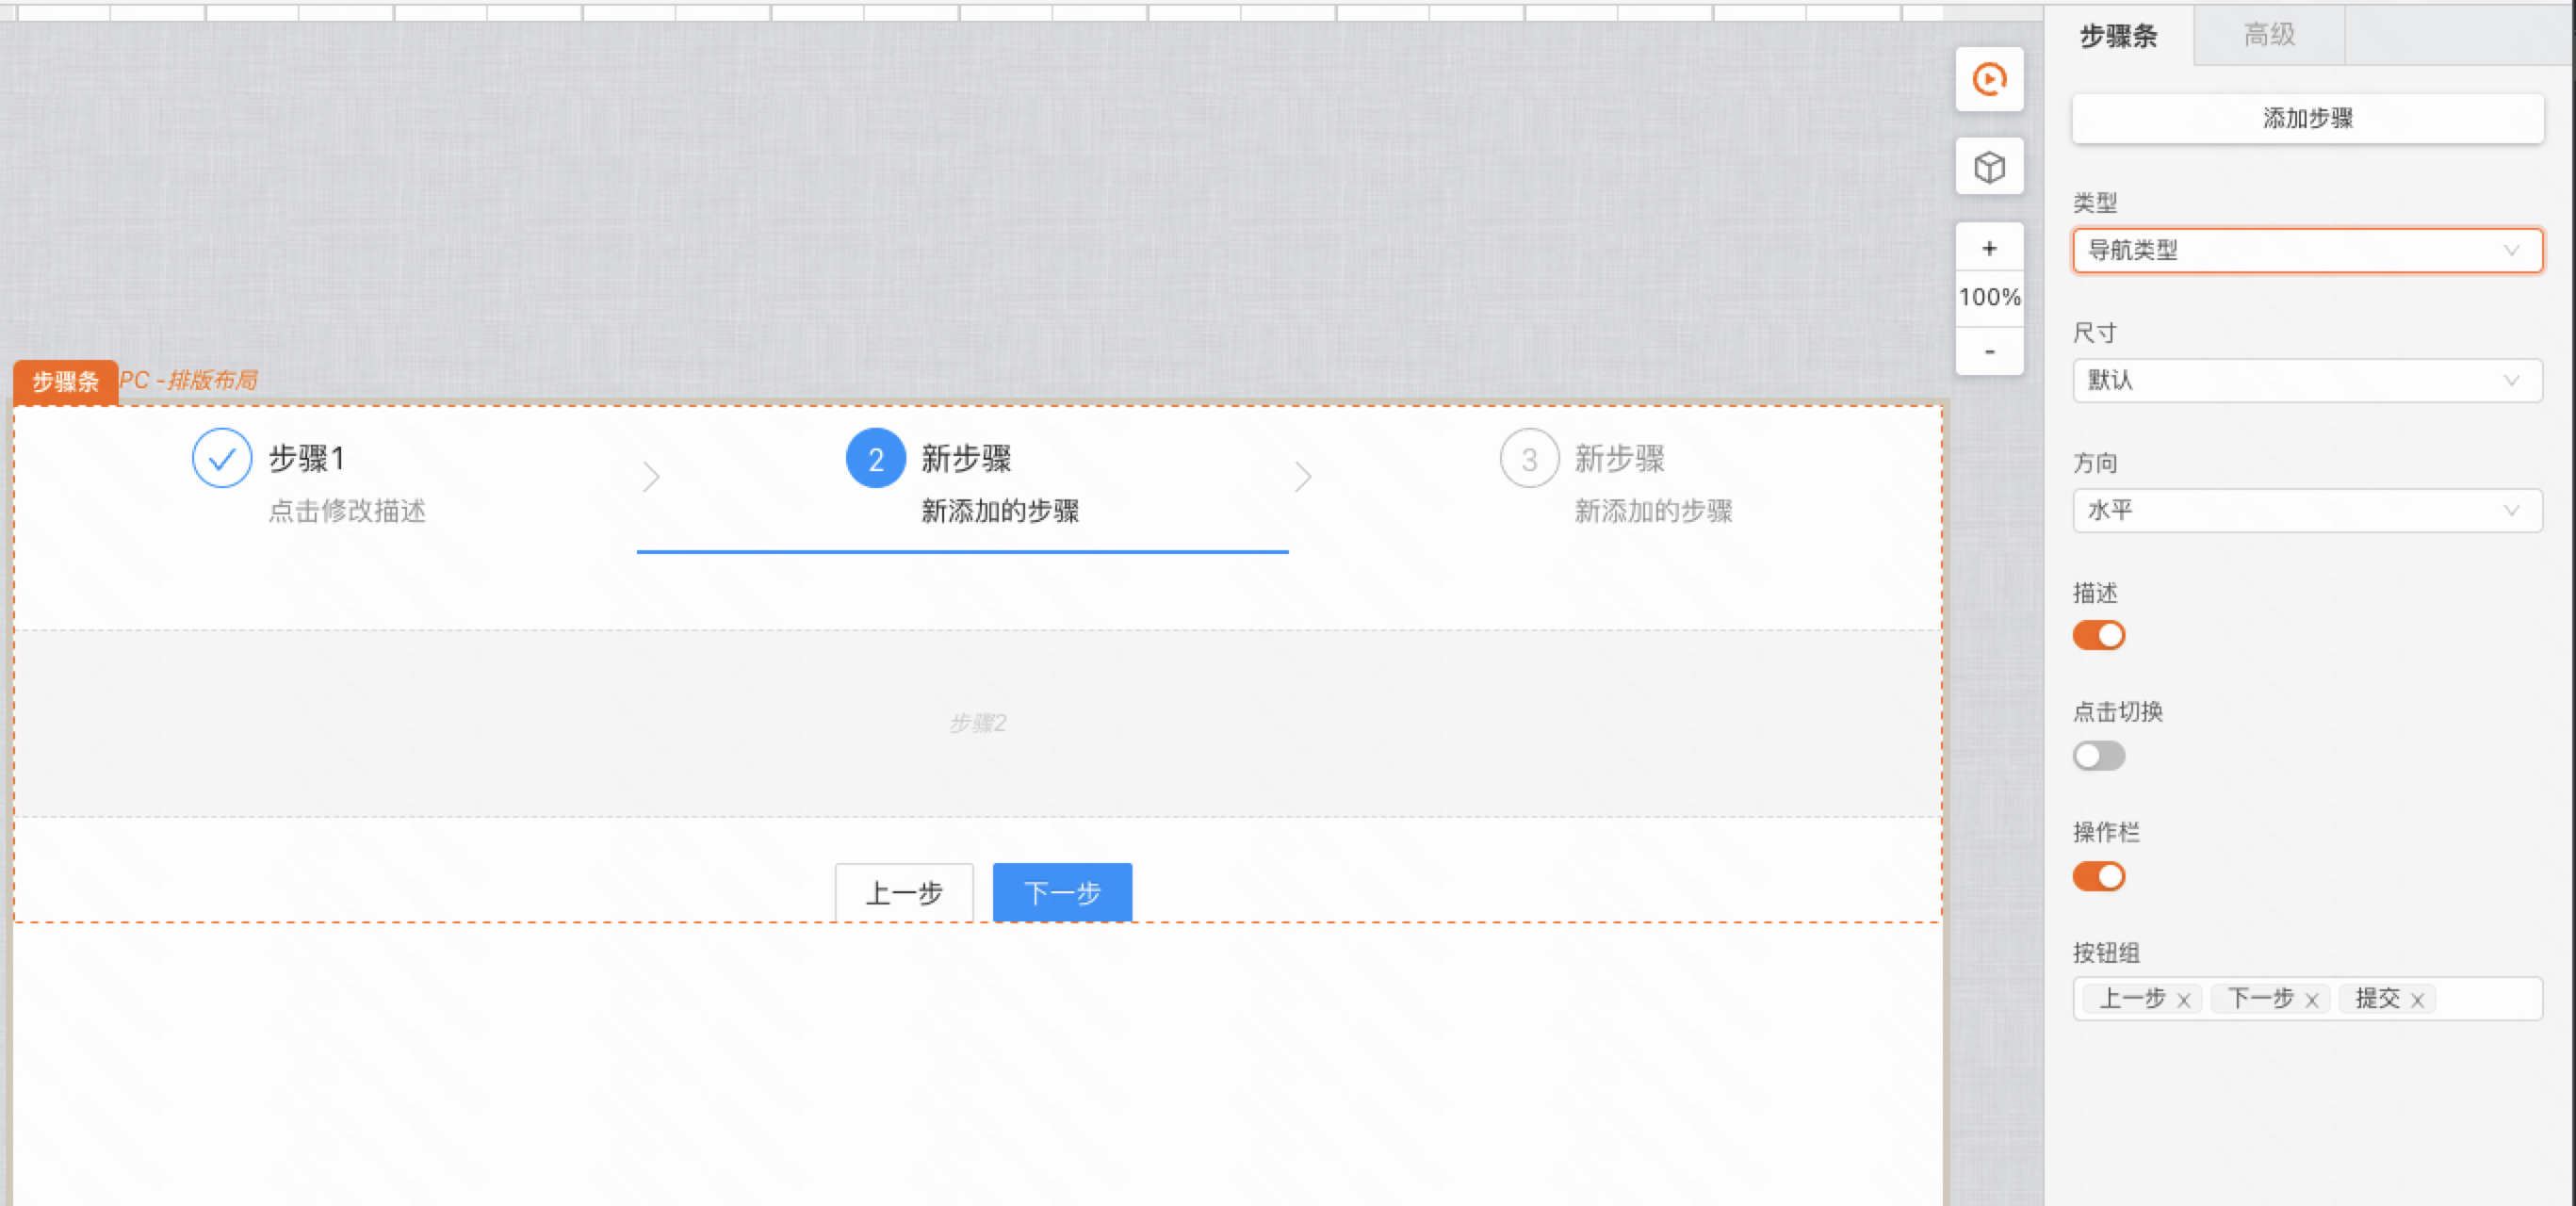 步骤条
高级
添加步骤
类型
导航类型
+
100%
-
尺寸
默认
步骤条
PC -排版布局
步骤1
点击修改描述
2
新步骤
新添加的步骤
3
新步骤
新添加的步骤
方向
水平
描述
步骤2
点击切换
操作栏
上一步
下一步
按钮组
上一步 x 下一步 x 提交 x